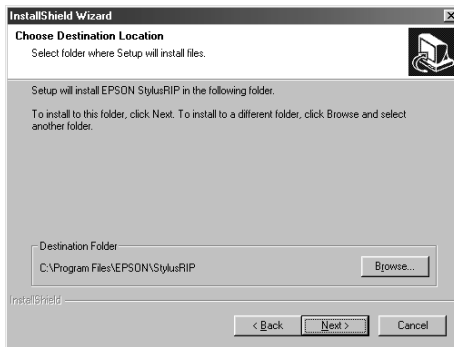 InstallShield Wizard
Choose Destination Location
Select folder where Setup will install files.
Setup will install EPSON StylusRIP in the following folder.
To install to this folder, click Next. To install to a different folder, click Browse and select
another folder.
Destination Folder
C:\Program Files\EPSON\StylusRIP
Browse...
InstallShield
< Back
Next >
Cancel